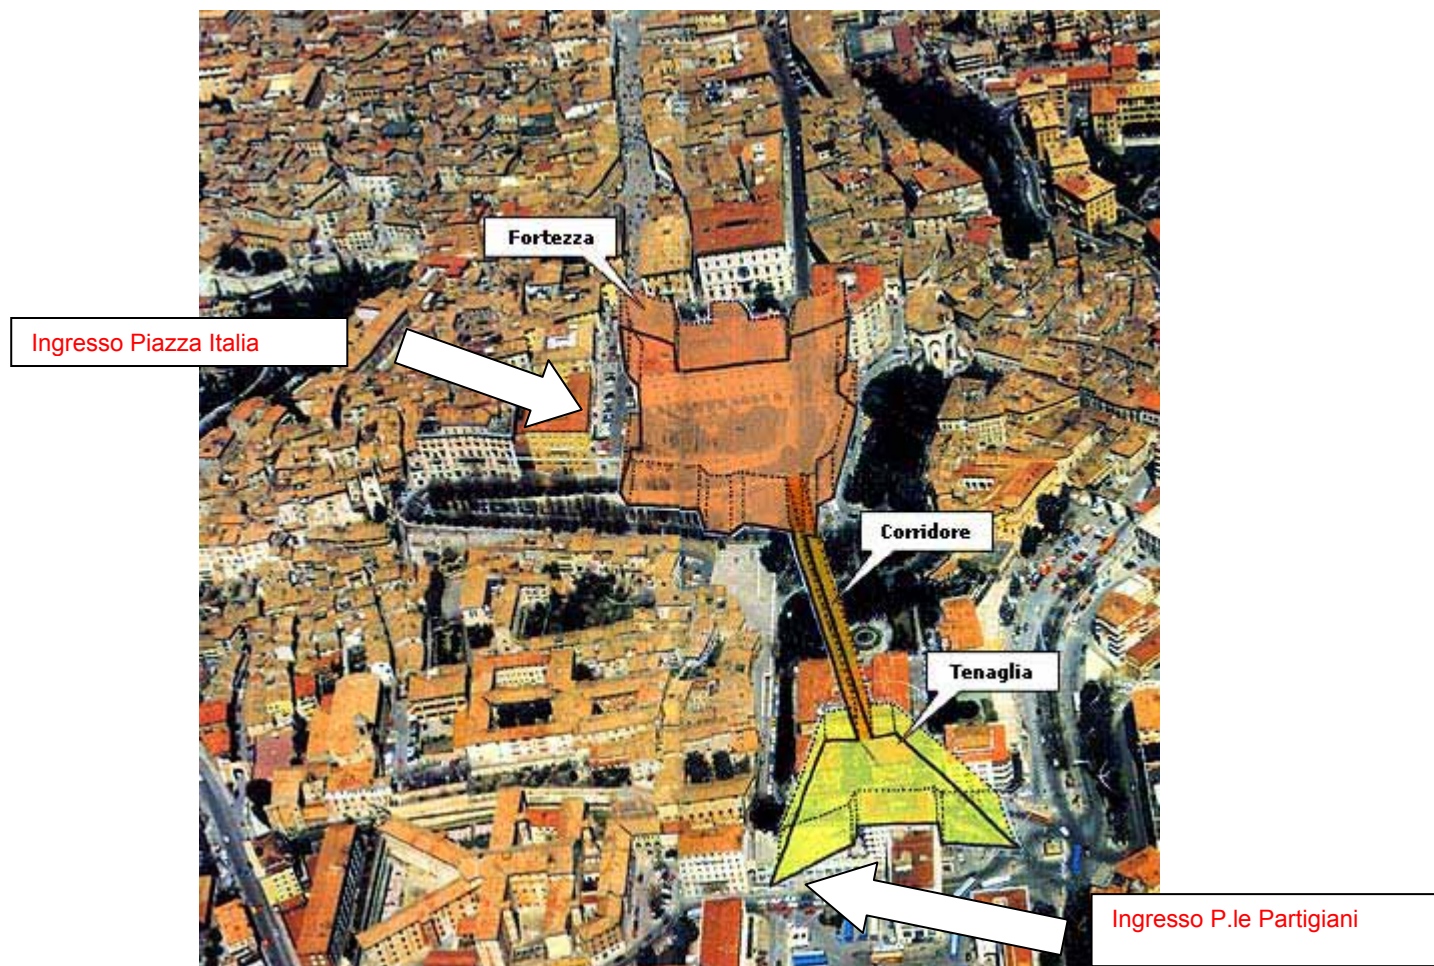 Fortezza
Ingresso Piazza Italia
Corridore
Tenaglia
Ingresso P.le Partigiani